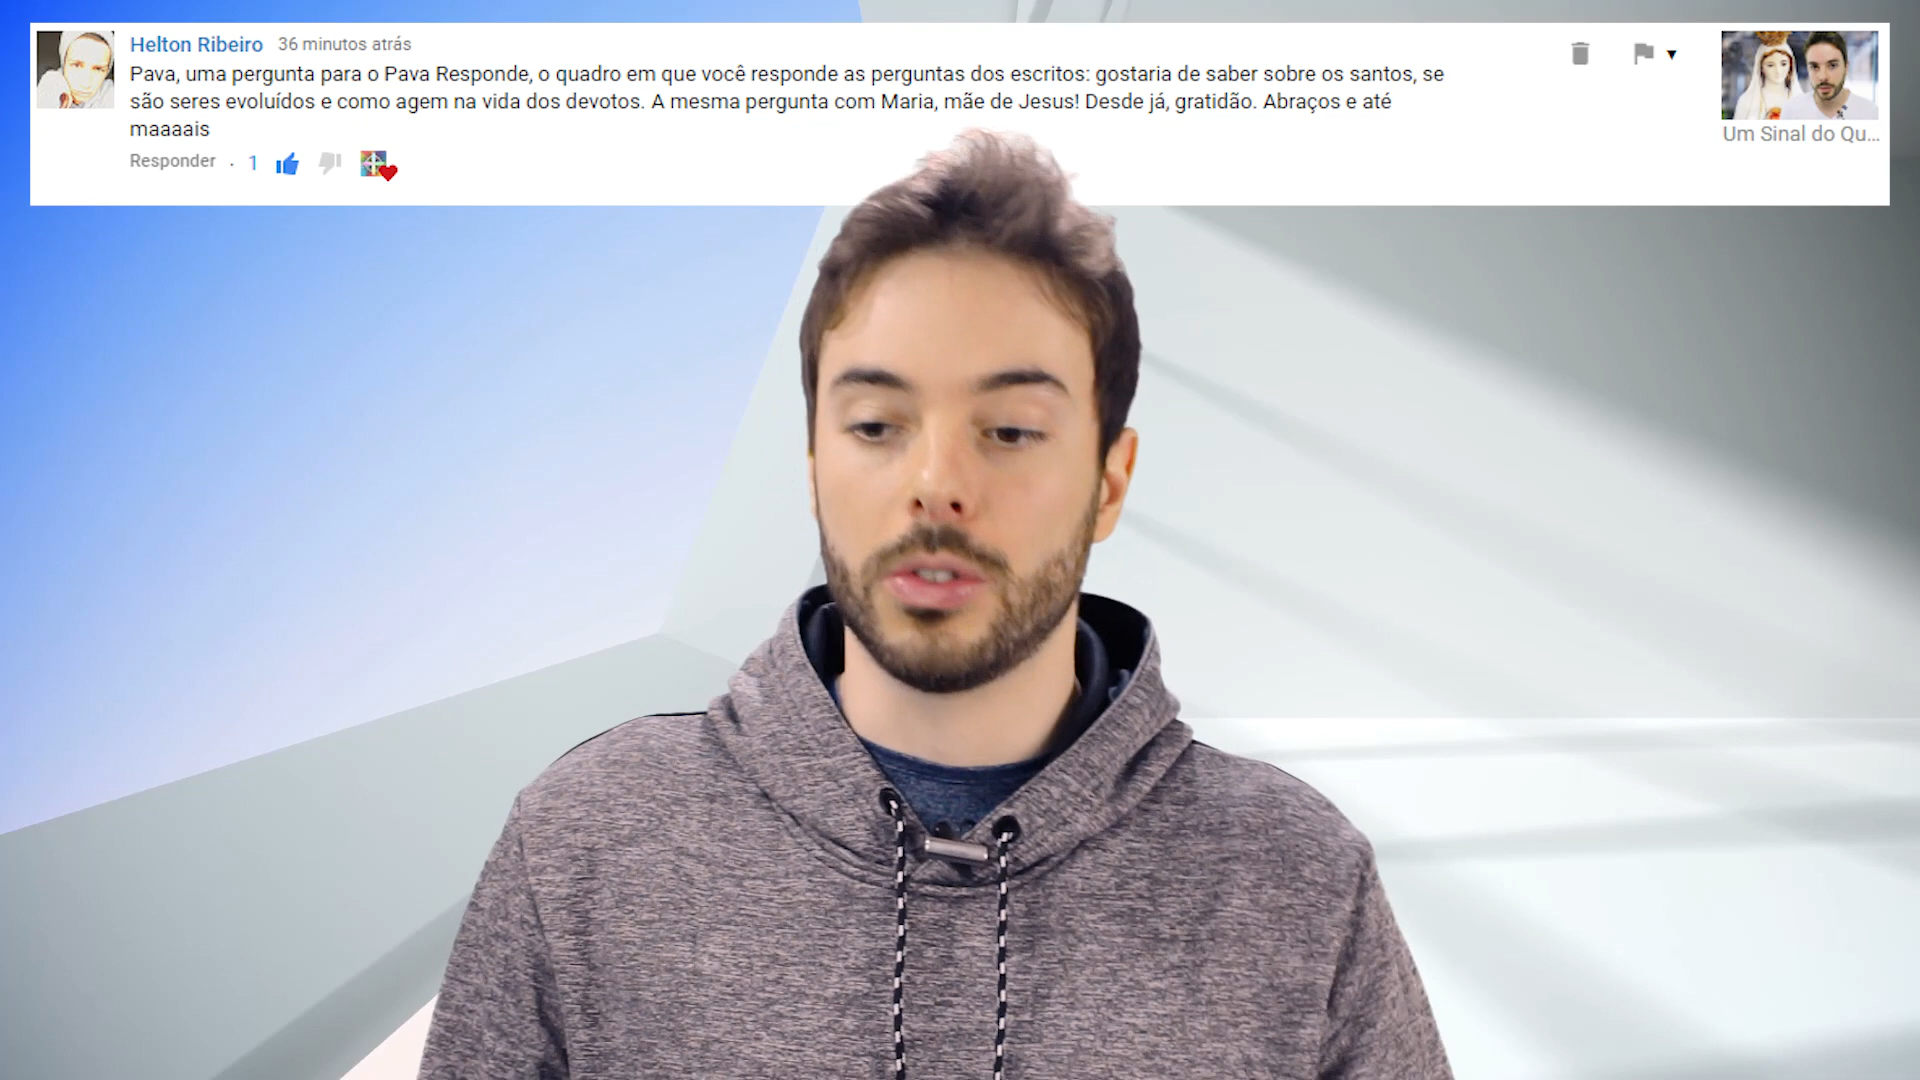 Helton Ribeiro 36 minutos atrás
Pava, uma pergunta para o Pava Responde, o quadro em que você responde as perguntas dos escritos: gostaria de saber sobre os santos, se
são seres evoluídos e como agem na vida dos devotos. A mesma pergunta com Maria, mãe de Jesus! Desde já, gratidão. Abraços e até
maaaais
Responder · 1
Um Sinal do Qu...